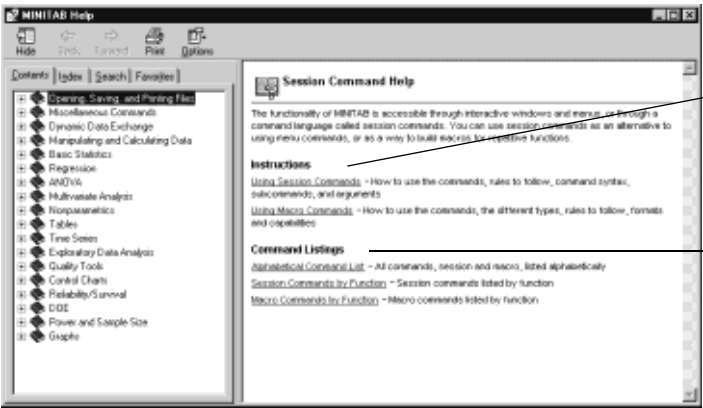 MINITAB Help
Hide Back Forward Print Options
Contents Index Search Favorites
Opening, Saving, and Printing Files
Miscellaneous Commands
Dynamic Data Exchange
Manipulating and Calculating Data
Basic Statistics
Regression
ANOVA
Multivariate Analysis
Nonparametrics
Tables
Time Series
Exploratory Data Analysis
Quality Tools
Control Charts
Reliability/Survival
DOE
Power and Sample Size
Graphs
Session Command Help
The functionality of MINITAB is accessible through interactive windows and menus, or through a
command language called session commands. You can use session commands as an alternative to
using menu commands, or as a way to build macros for repetitive functions.
Instructions
Using Session Commands - How to use the commands, rules to follow, command syntax,
subcommands, and arguments
Using Macro Commands - How to use the commands, the different types, rules to follow, formats
and capabilities
Command Listings
Alphabetical Command List - All commands, session and macro, listed alphabetically
Session Commands by Function - Session commands listed by function
Macro Commands by Function - Macro commands listed by function